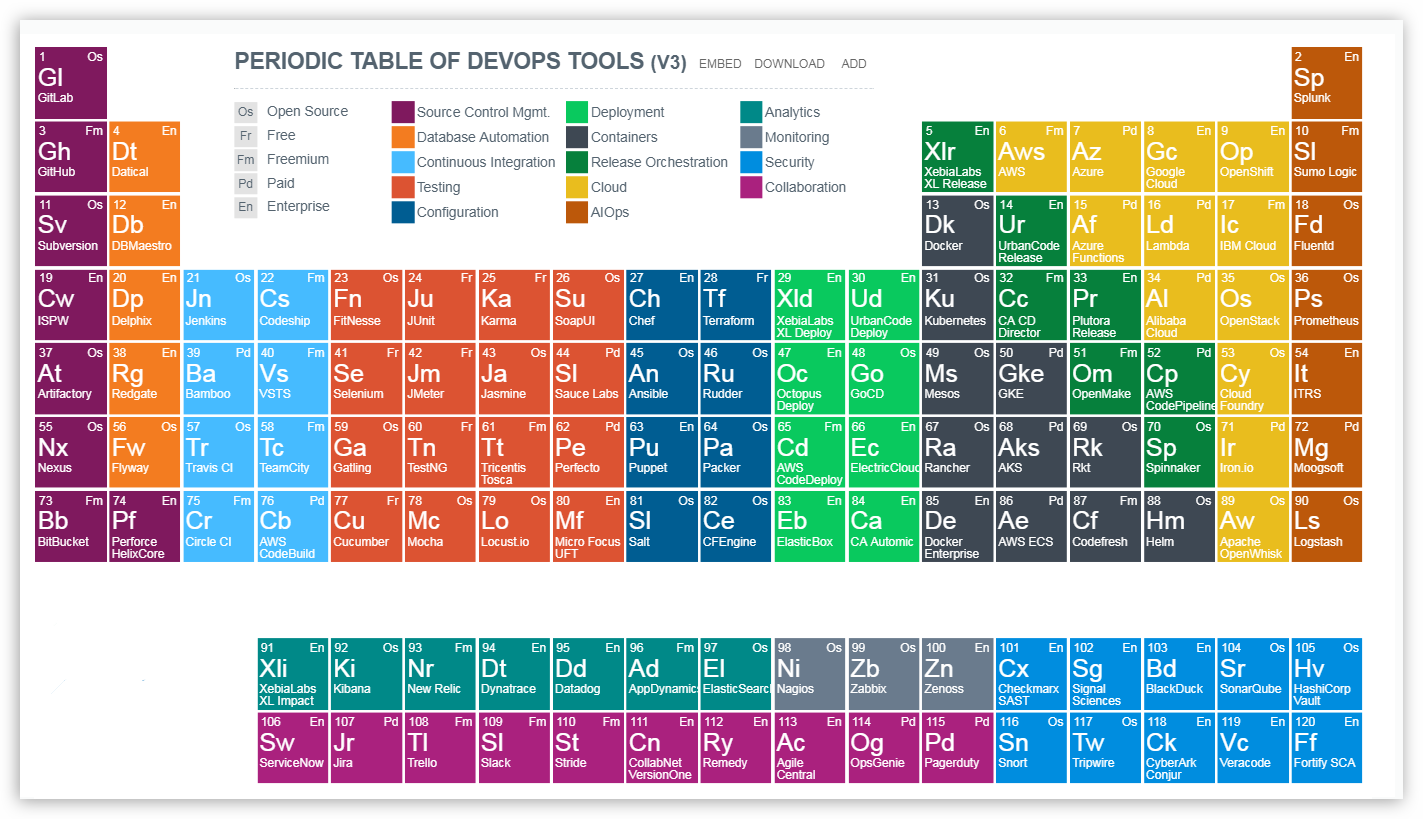 PERIODIC TABLE OF DEVOPS TOOLS (V3) EMBED DOWNLOAD ADD
Os Open Source
Fr Free
Fm Freemium
Pd Paid
En Enterprise
Source Control Mgmt.
Database Automation
Continuous Integration
Testing
Configuration
Deployment
Containers
Release Orchestration
Cloud
AIOps
Analytics
Monitoring
Security
Collaboration
1 Os
Gl
GitLab
2 En
Sp
Splunk
3 Fm
Gh
GitHub
4 En
Dt
Datical
5 En
Xlr
XebiaLabs
XL Release
6 Fm
Aws
AWS
7 Pd
Az
Azure
8 En
Gc
Google
Cloud
9 En
Op
OpenShift
10 Fm
Sl
Sumo Logic
11 Os
Sv
Subversion
12 En
Db
DBMaestro
13 Os
Dk
Docker
14 En
Ur
UrbanCode
Release
15 Pd
Af
Azure
Functions
16 Pd
Ld
Lambda
17 Fm
Ic
IBM Cloud
18 Os
Fd
Fluentd
19 En
Cw
ISPW
20 En
Dp
Delphix
21 Os
Jn
Jenkins
22 Fm
Cs
Codeship
23 Os
Fn
FitNesse
24 Fr
Ju
JUnit
25 Fr
Ka
Karma
26 Os
Su
SoapUI
27 En
Ch
Chef
28 Fr
Tf
Terraform
29 En
Xld
XebiaLabs
XL Deploy
30 En
Ud
UrbanCode
Deploy
31 Os
Ku
Kubernetes
32 Fm
Cc
CA CD
Director
33 En
Pr
Plutora
Release
34 Pd
Al
Alibaba
Cloud
35 Os
Os
OpenStack
36 Os
Ps
Prometheus
37 Os
At
Artifactory
38 En
Rg
Redgate
39 Pd
Ba
Bamboo
40 Fm
Vs
VSTS
41 Fr
Se
Selenium
42 Fr
Jm
JMeter
43 Os
Ja
Jasmine
44 Pd
Sl
Sauce Labs
45 Os
An
Ansible
46 Os
Ru
Rudder
47 En
Oc
Octopus
Deploy
48 Os
Go
GoCD
49 Os
Ms
Mesos
50 Pd
Gke
GKE
51 Fm
Om
OpenMake
52 Pd
Cp
AWS
CodePipeline
53 Os
Cy
Cloud
Foundry
54 En
It
ITRS
55 Os
Nx
Nexus
56 Os
Fw
Flyway
57 Os
Tr
Travis CI
58 Fm
Tc
TeamCity
59 Os
Ga
Gatling
60 Fr
Tn
TestNG
61 Fm
Tt
Tricentis
Tosca
62 Pd
Pe
Perfecto
63 En
Pu
Puppet
64 Os
Pa
Packer
65 Fm
Cd
AWS
CodeDeploy
66 En
Ec
ElectricCloud
67 Os
Ra
Rancher
68 Pd
Aks
AKS
69 Os
Rk
Rkt
70 Os
Sp
Spinnaker
71 Pd
Ir
Iron.io
72 Pd
Mg
Moogsoft
73 Fm
Bb
BitBucket
74 En
Pf
Perforce
HelixCore
75 Fm
Cr
Circle CI
76 Pd
Cb
AWS
CodeBuild
77 Fr
Cu
Cucumber
78 Os
Mc
Mocha
79 Os
Lo
Locust.io
80 En
Mf
Micro Focus
UFT
81 Os
Sl
Salt
82 Os
Ce
CFEngine
83 En
Eb
ElasticBox
84 En
Ca
CA Automic
85 En
De
Docker
Enterprise
86 Pd
Ae
AWS ECS
87 Fm
Cf
Codefresh
88 Os
Hm
Helm
89 Os
Aw
Apache
OpenWhisk
90 Os
Ls
Logstash
91 En
Xli
XebiaLabs
XL Impact
92 Os
Ki
Kibana
93 Fm
Nr
New Relic
94 En
Dt
Dynatrace
95 En
Dd
Datadog
96 Fm
Ad
AppDynamics
97 Os
El
ElasticSearch
98 Os
Ni
Nagios
99 Os
Zb
Zabbix
100 En
Zn
Zenoss
101 En
Cx
Checkmarx
SAST
102 En
Sg
Signal
Sciences
103 En
Bd
BlackDuck
104 Os
Sr
SonarQube
105 Os
Hv
HashiCorp
Vault
106 En
Sw
ServiceNow
107 Pd
Jr
Jira
108 Fm
Tl
Trello
109 Fm
Sl
Slack
110 Fm
St
Stride
111 En
Cn
CollabNet
VersionOne
112 En
Ry
Remedy
113 En
Ac
Agile
Central
114 Pd
Og
OpsGenie
115 Pd
Pd
Pagerduty
116 Os
Sn
Snort
117 Os
Tw
Tripwire
118 En
Ck
CyberArk
Conjur
119 En
Vc
Veracode
120 En
Ff
Fortify SCA